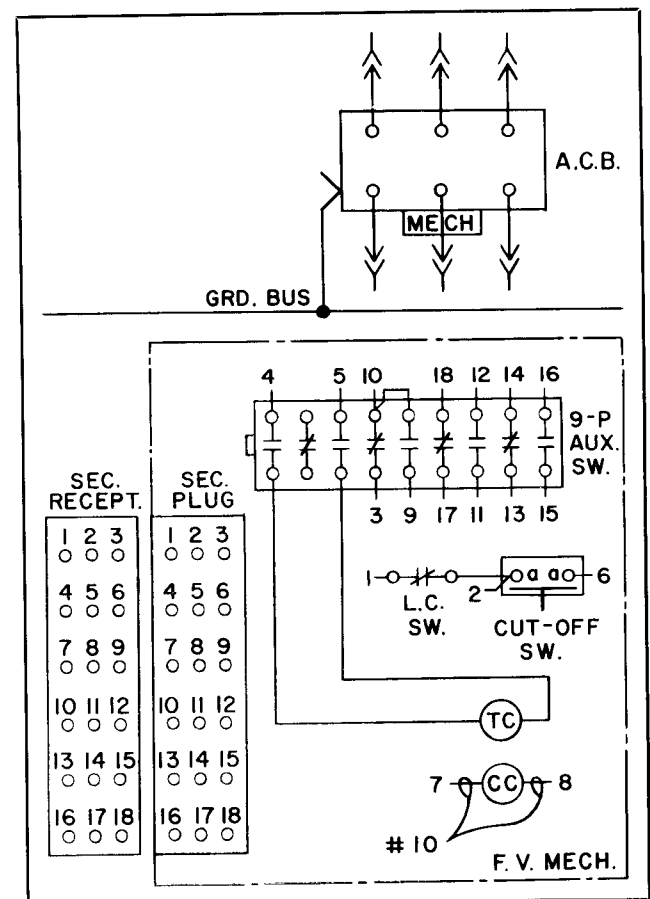 A.C.B.
MECH
GRD. BUS
4 5 10 18 12 14 16
9-P
AUX.
SW.
3 9 17 11 13 15
SEC.
RECEPT.
SEC.
PLUG
1 2 3 1 2 3
4 5 6 4 5 6
7 8 9 7 8 9
10 11 12 10 11 12
13 14 15 13 14 15
16 17 18 16 17 18
1 2 a a 6
L.C.
SW.
CUT-OFF
SW.
TC
7 CC 8
#10
F. V. MECH.